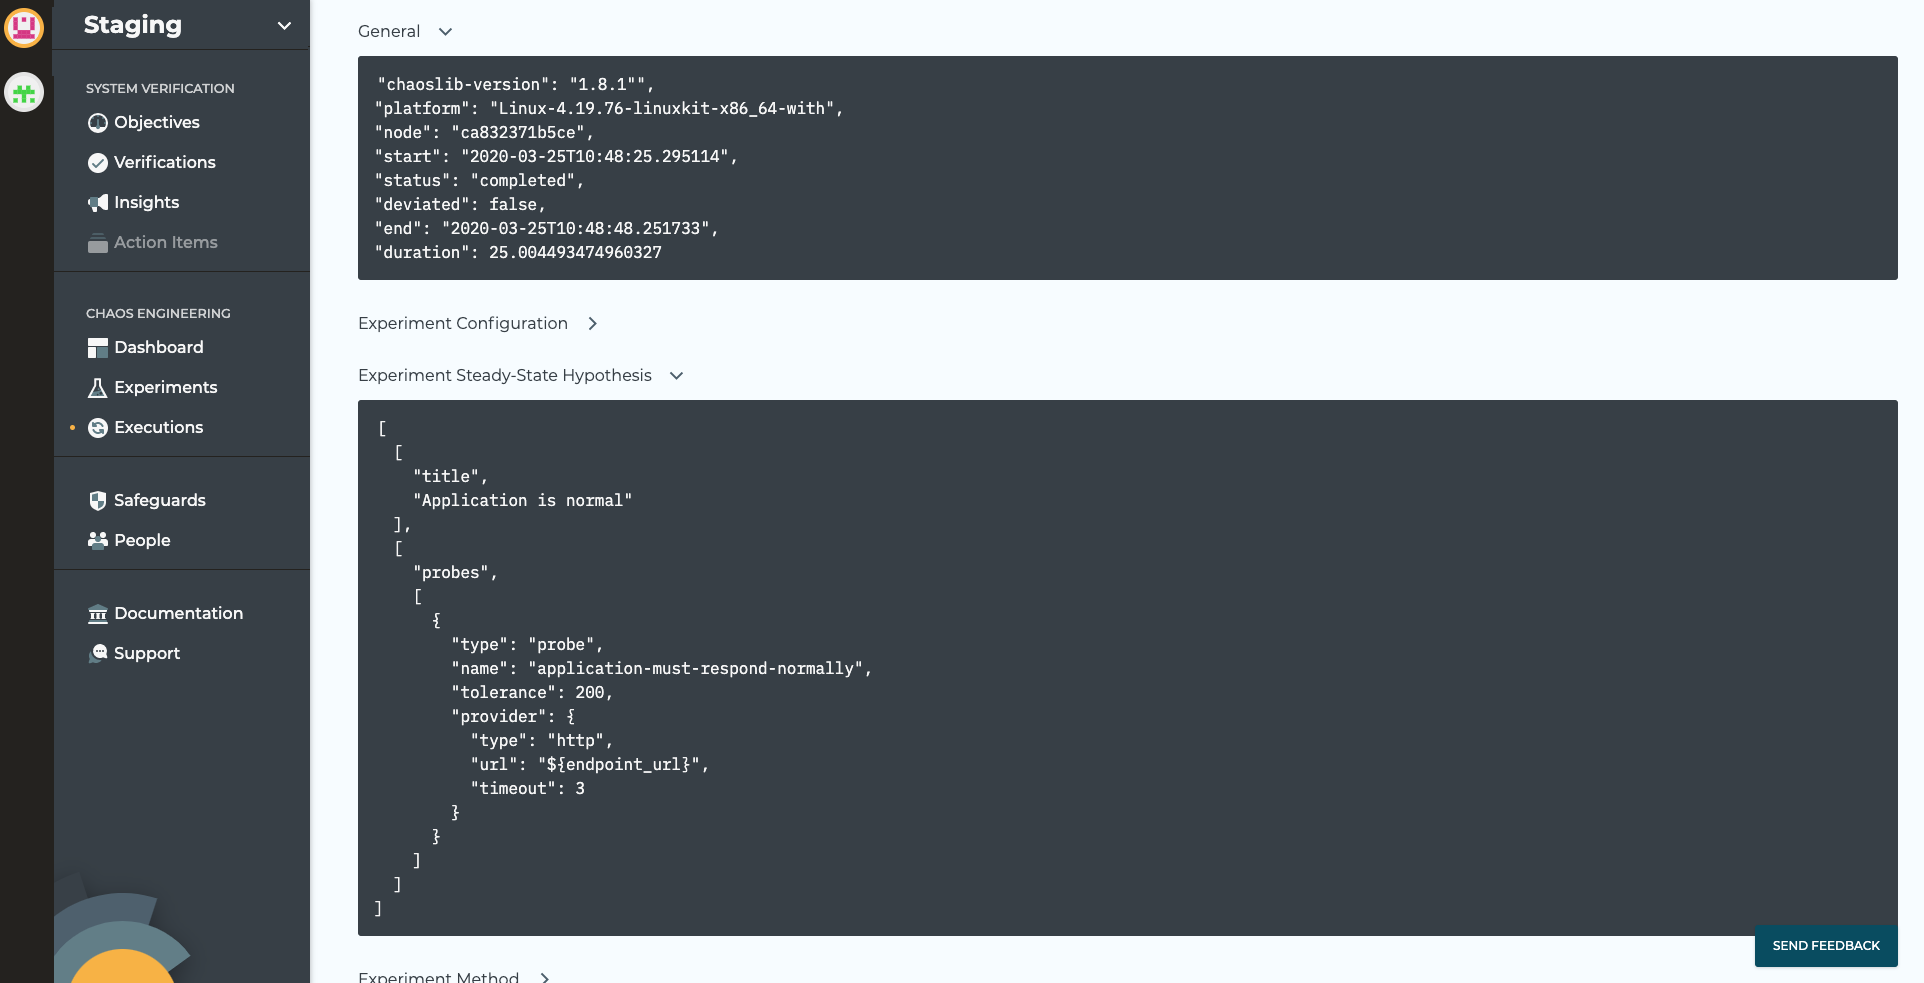 Staging
SYSTEM VERIFICATION
Objectives
Verifications
Insights
Action Items
CHAOS ENGINEERING
Dashboard
Experiments
Executions
Safeguards
People
Documentation
Support
General
"chaoslib-version": "1.8.1"",
"platform": "Linux-4.19.76-linuxkit-x86_64-with",
"node": "ca832371b5ce",
"start": "2020-03-25T10:48:25.295114",
"status": "completed",
"deviated": false,
"end": "2020-03-25T10:48:48.251733",
"duration": 25.004493474960327
Experiment Configuration
Experiment Steady-State Hypothesis
[
[
"title",
"Application is normal"
],
[
"probes",
[
{
"type": "probe",
"name": "application-must-respond-normally",
"tolerance": 200,
"provider": {
"type": "http",
"url": "${endpoint_url}",
"timeout": 3
}
}
]
]
]
SEND FEEDBACK
Experiment Method